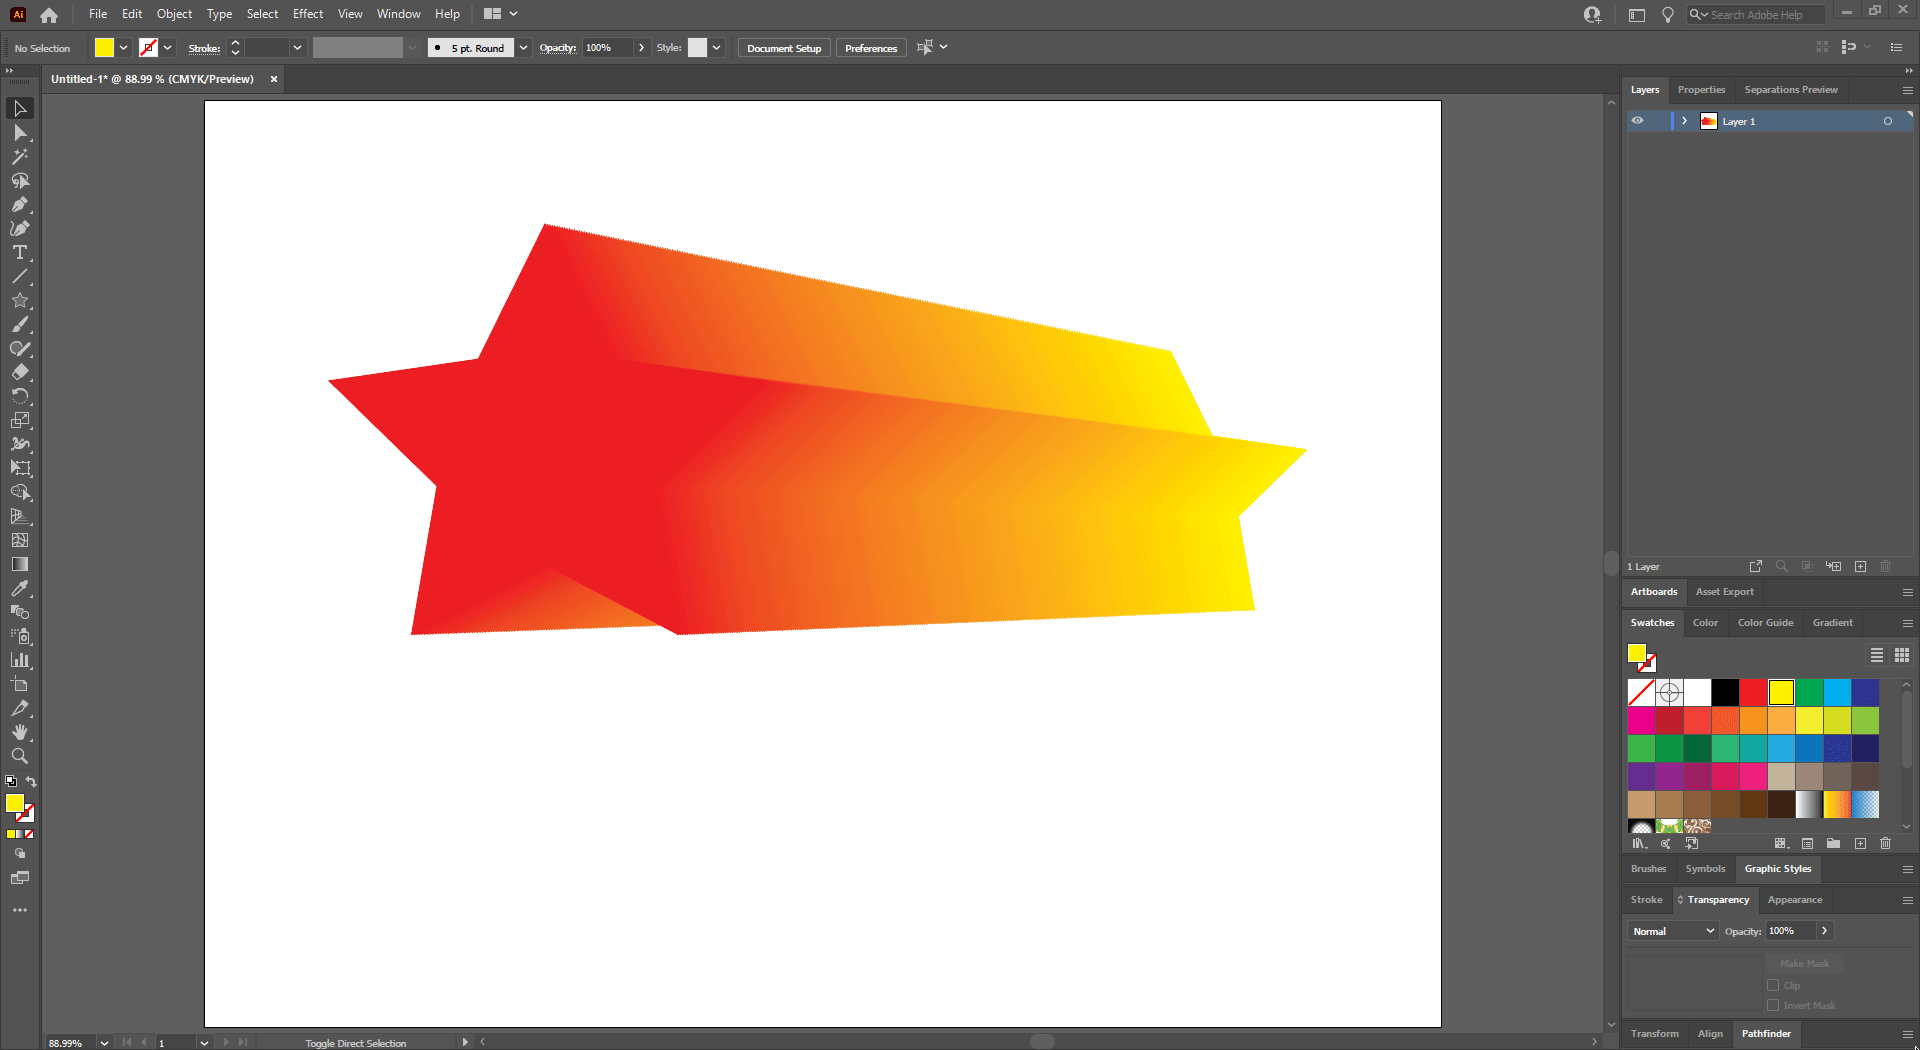 Ai File Edit Object Type Select Effect View Window Help Search Adobe Help
No Selection Stroke: 5 pt. Round Opacity: 100% Style: Document Setup Preferences
Untitled-1* @ 88.99 % (CMYK/Preview) ×
Layers Properties Separations Preview
Layer 1
1 Layer
Artboards Asset Export
Swatches Color Color Guide Gradient
Brushes Symbols Graphic Styles
Stroke Transparency Appearance
Normal Opacity: 100%
Make Mask
Clip
Invert Mask
Transform Align Pathfinder
88.99% 1 Toggle Direct Selection